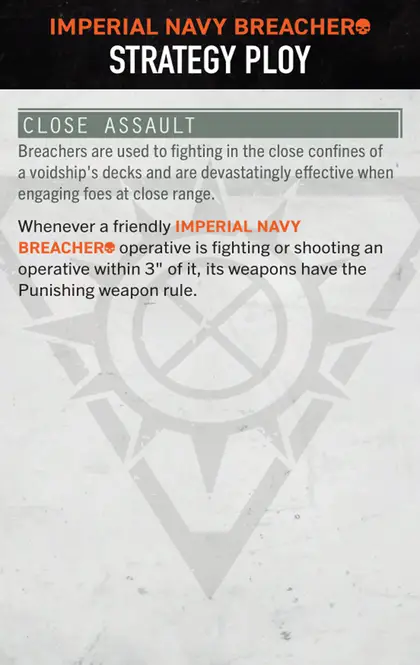 IMPERIAL NAVY BREACHER
STRATEGY PLOY
CLOSE ASSAULT
Breachers are used to fighting in the close confines of
a voidship's decks and are devastatingly effective when
engaging foes at close range.
Whenever a friendly IMPERIAL NAVY
BREACHER operative is fighting or shooting an
operative within 3" of it, its weapons have the
Punishing weapon rule.